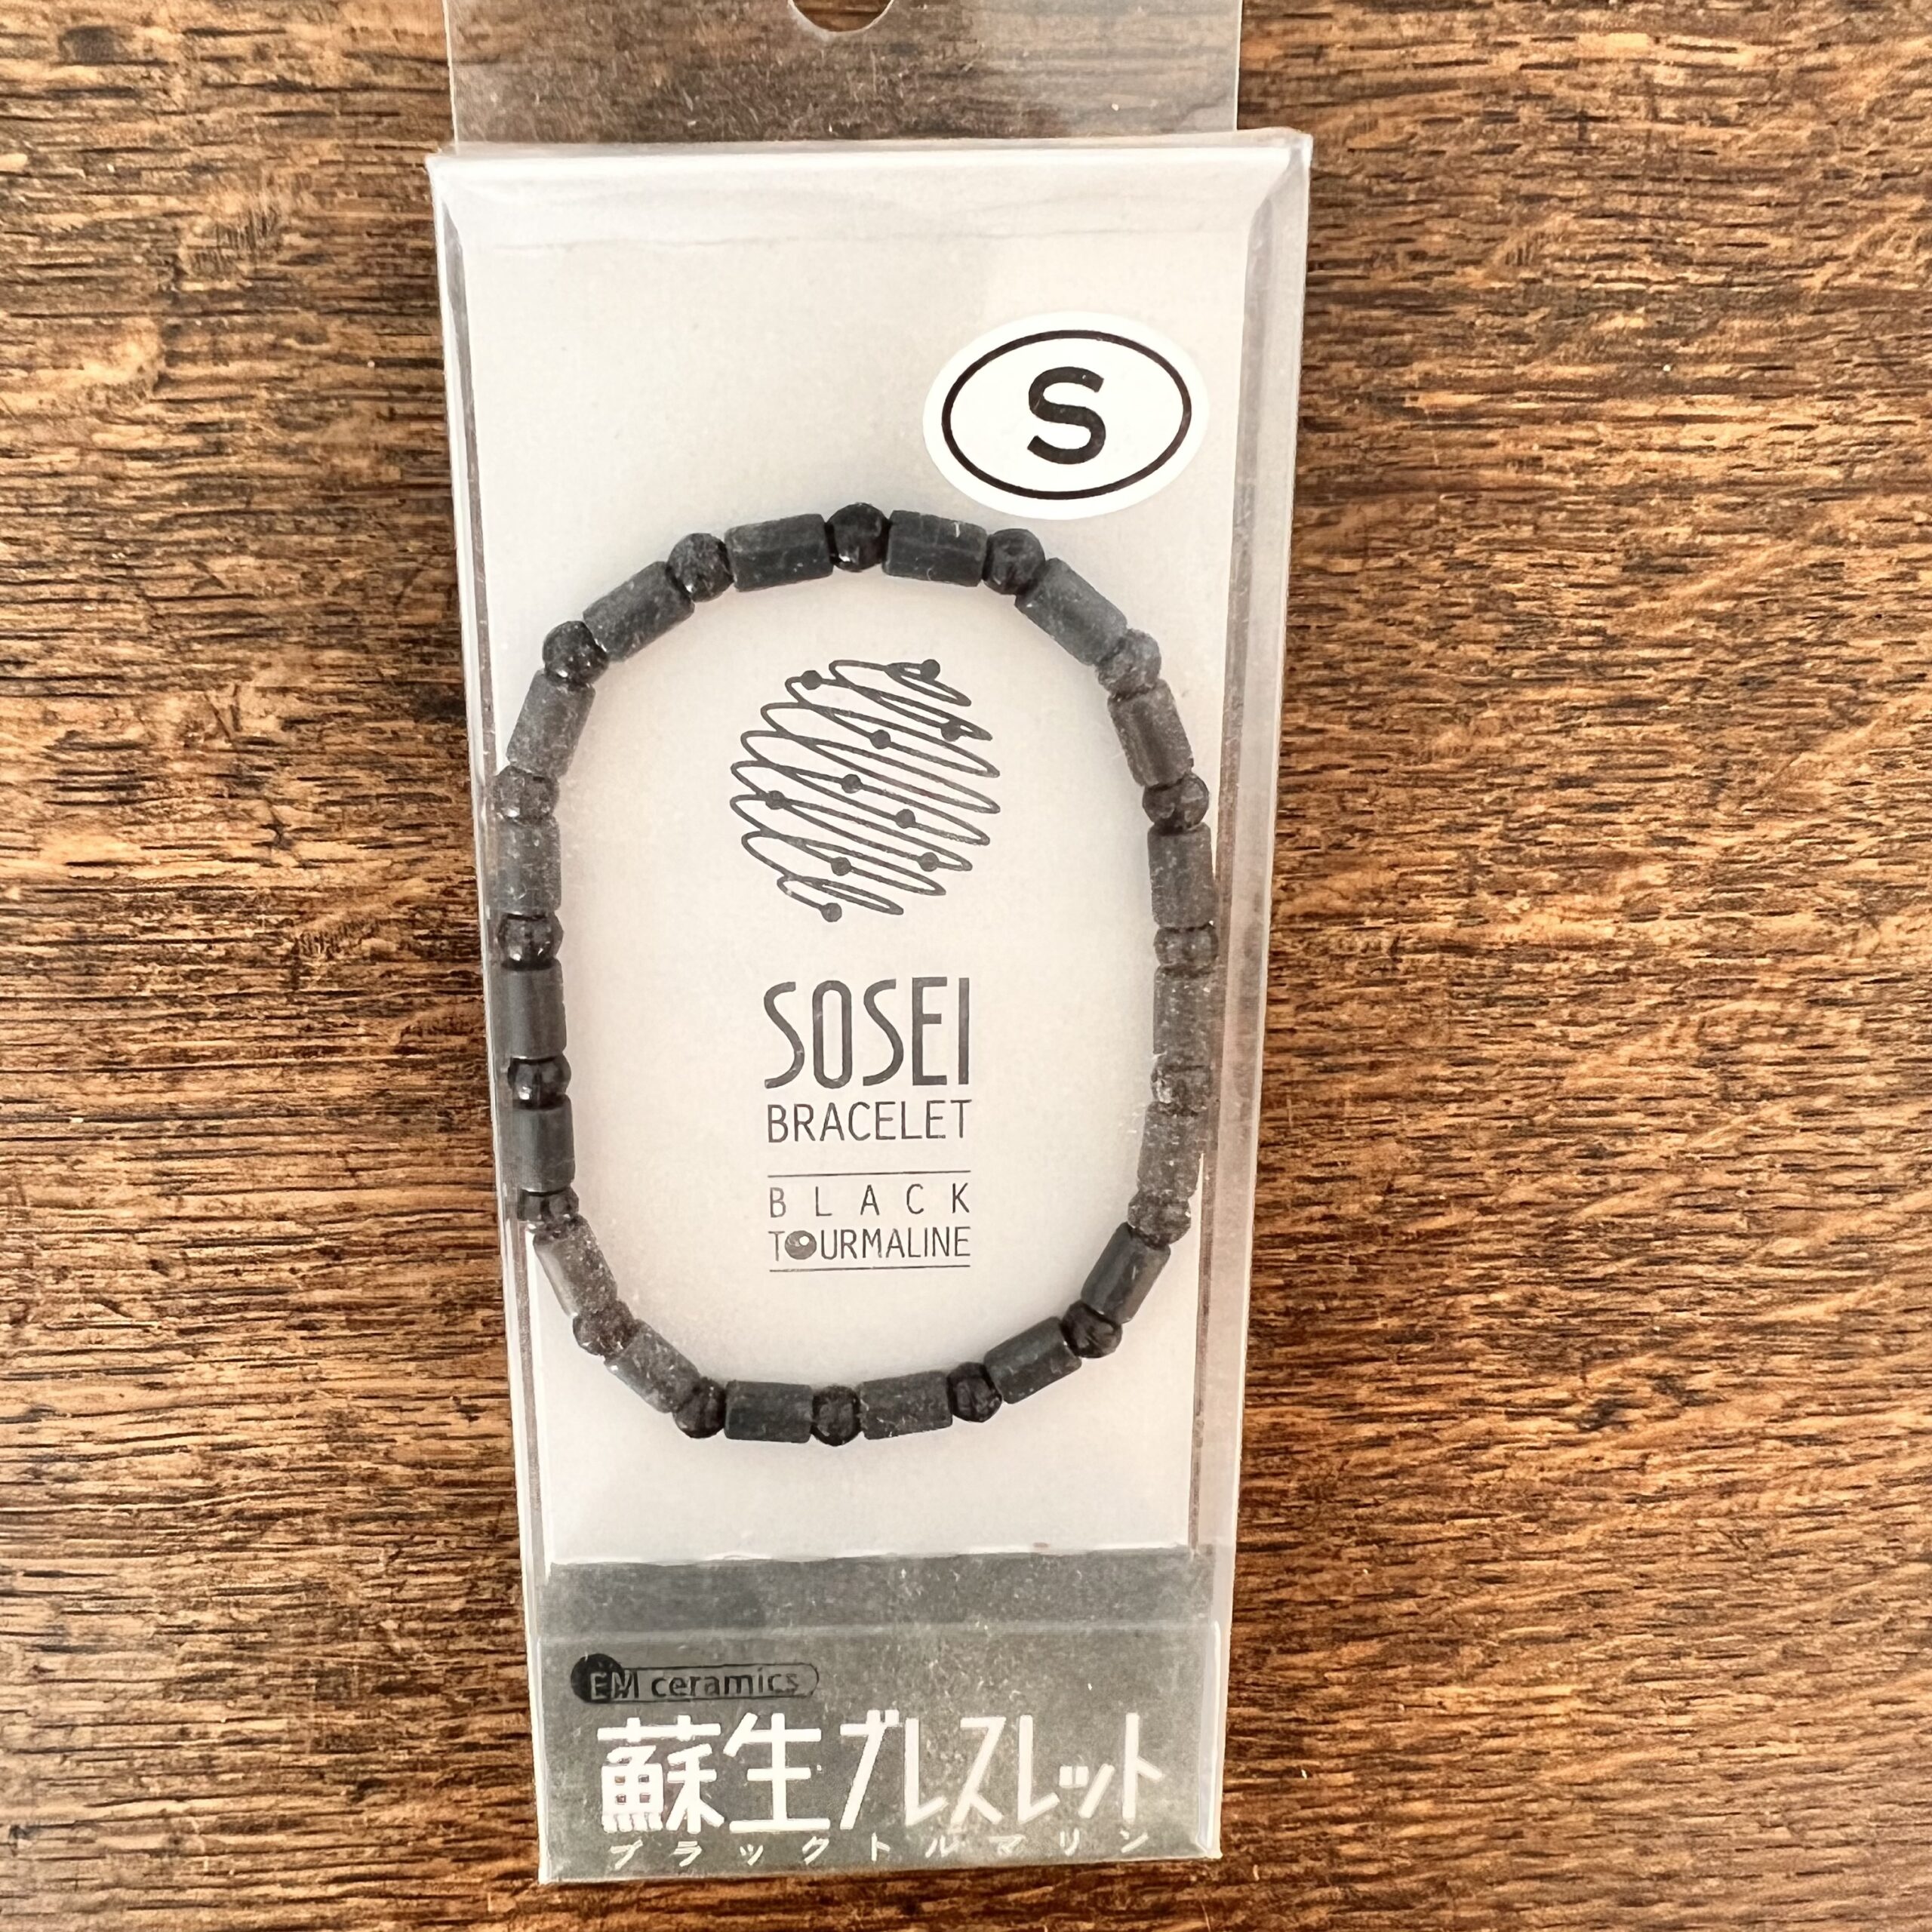 S
SOSEI
BRACELET
BLACK
TOURMALINE
EM ceramics
蘇生ブレスレット
ブラックトルマリン